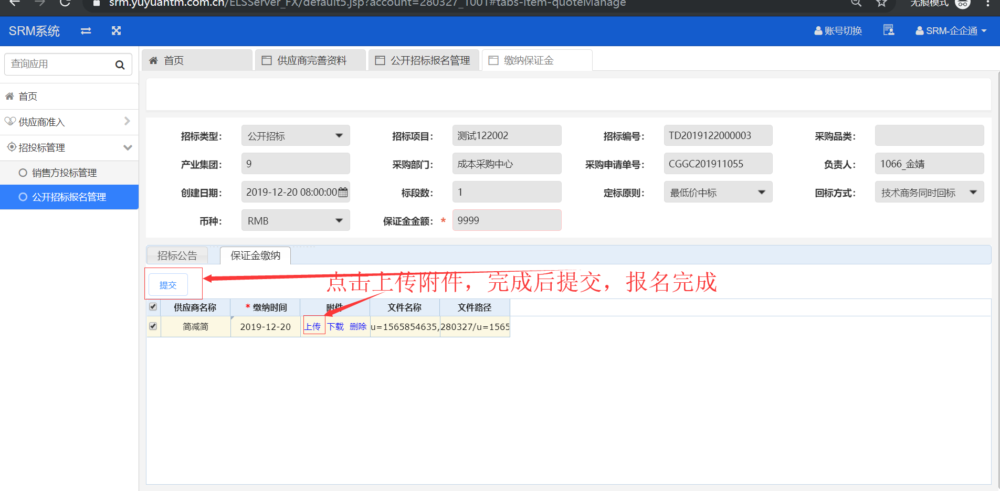 srm.yuyuantm.com.cn/ELSServer_FX/default5.jsp?account=280327_1001#tabs-item-quoteManage
无痕模式
SRM系统
账号切换
SRM-企企通
查询应用
首页
供应商准入
招投标管理
销售方投标管理
公开招标报名管理
首页
供应商完善资料
公开招标报名管理
缴纳保证金
招标类型： 公开招标
招标项目： 测试122002
招标编号： TD2019122000003
采购品类：
产业集团： 9
采购部门： 成本采购中心
采购申请单号： CGGC201911055
负责人： 1066_金婧
创建日期： 2019-12-20 08:00:00
标段数： 1
定标原则： 最低价中标
回标方式： 技术商务同时回标
币种： RMB
保证金金额： * 9999
招标公告
保证金缴纳
提交
点击上传附件，完成后提交，报名完成
供应商名称 * 缴纳时间 附件 文件名称 文件路径
简减简 2019-12-20 上传 下载 删除 u=1565854635, 280327/u=1565